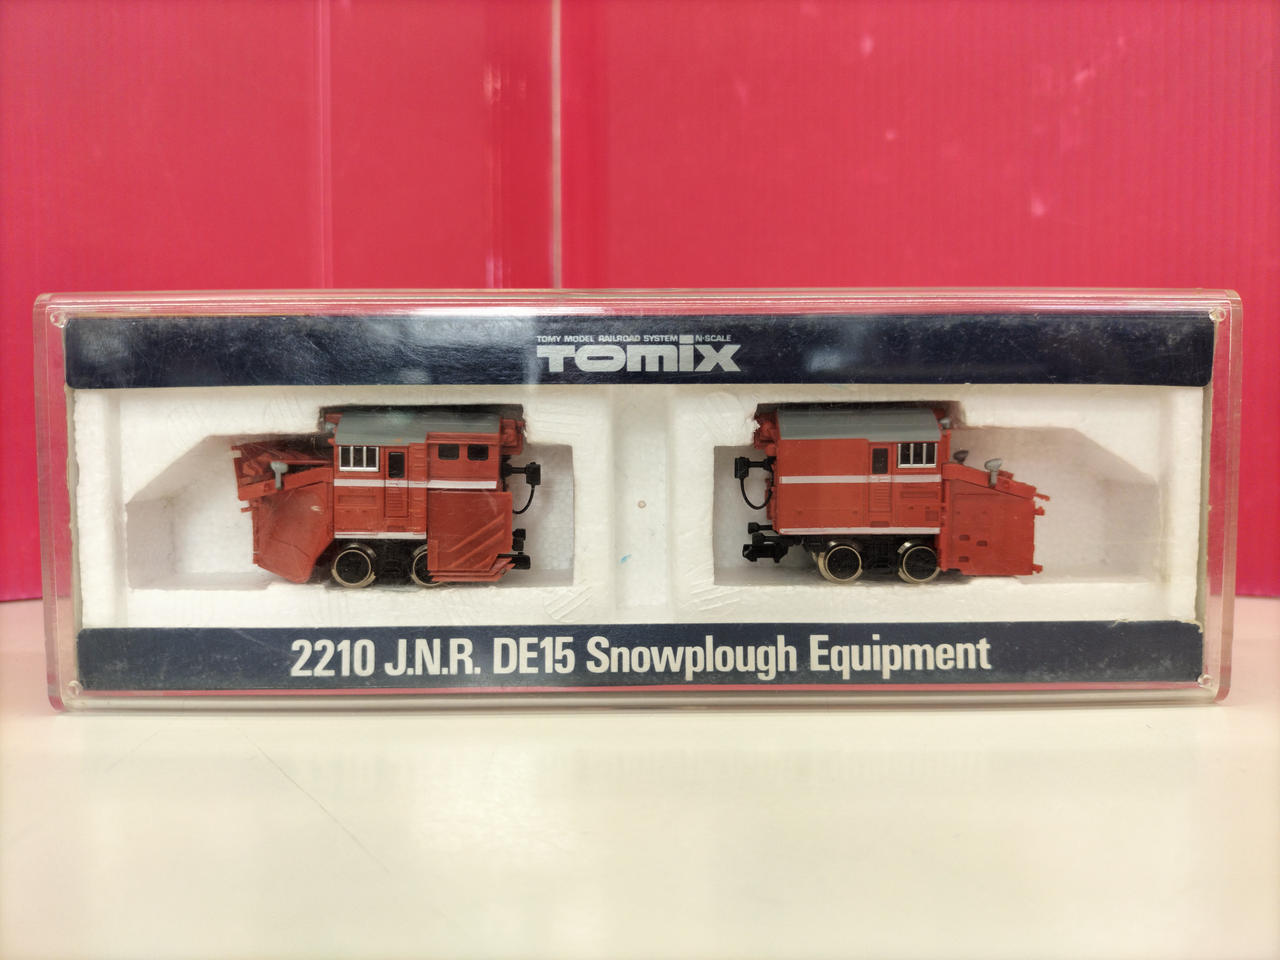 TOMY MODEL RAILROAD SYSTEM N-SCALE
TOMIX
2210 J.N.R. DE15 Snowplough Equipment